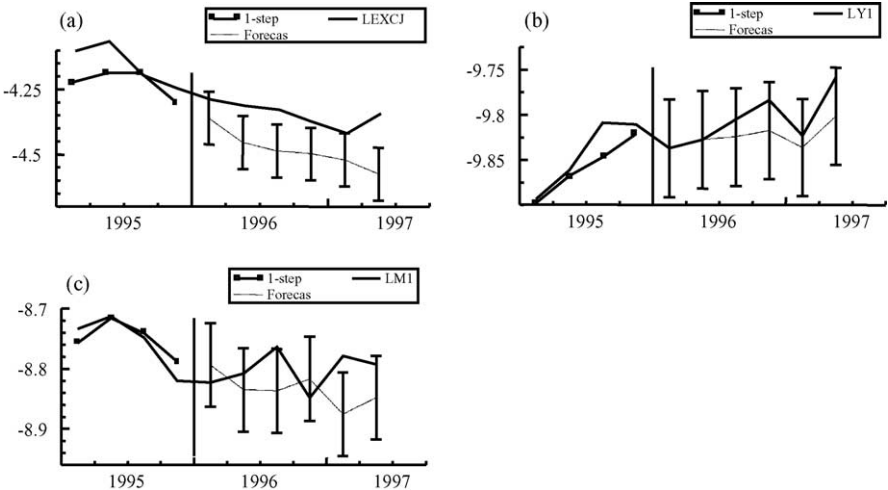 (a)
1-step LEXCJ
Forecas
-4.25
-4.5
1995 1996 1997
(b)
1-step LY1
Forecas
-9.75
-9.8
-9.85
1995 1996 1997
(c)
1-step LM1
Forecas
-8.7
-8.8
-8.9
1995 1996 1997